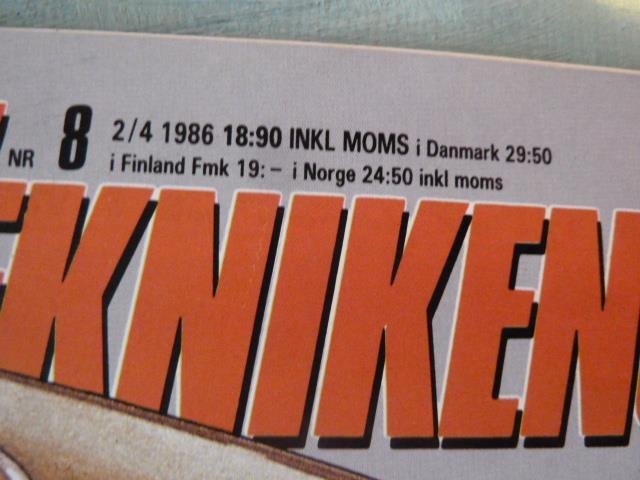 NR 8 2/4 1986 18:90 INKL MOMS i Danmark 29:50
i Finland Fmk 19:– i Norge 24:50 inkl moms
EKNIKEN